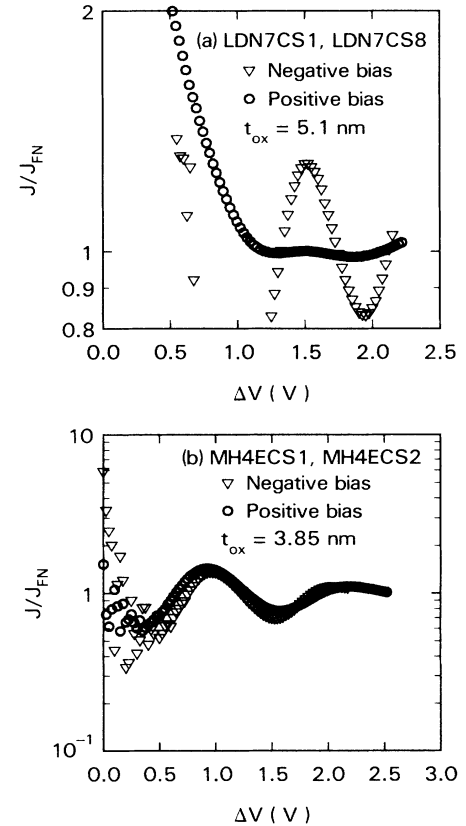 2
(a) LDN7CS1, LDN7CS8
▽ Negative bias
o Positive bias
t_ox = 5.1 nm
J/J_FN
1
0.9
0.8
0.0 0.5 1.0 1.5 2.0 2.5
ΔV (V)
10
(b) MH4ECS1, MH4ECS2
▽ Negative bias
o Positive bias
t_ox = 3.85 nm
J/J_FN
1
10^-1
0.0 0.5 1.0 1.5 2.0 2.5 3.0
ΔV (V)